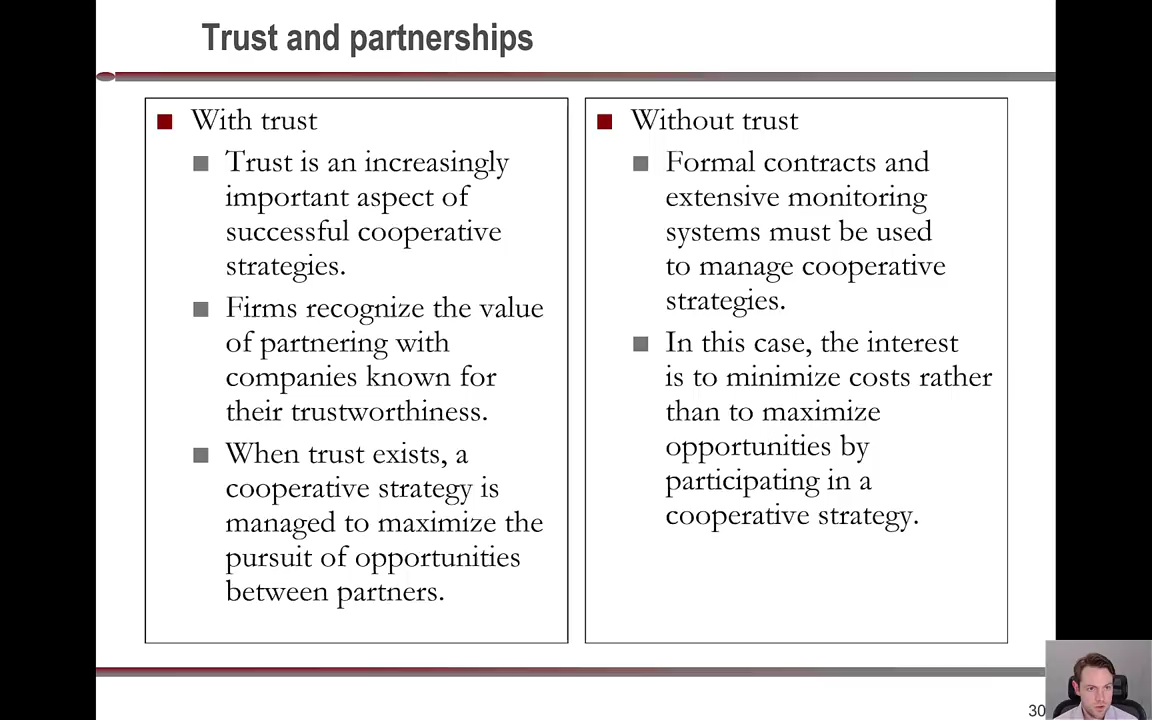 Trust and partnerships
With trust
Trust is an increasingly
important aspect of
successful cooperative
strategies.
Firms recognize the value
of partnering with
companies known for
their trustworthiness.
When trust exists, a
cooperative strategy is
managed to maximize the
pursuit of opportunities
between partners.
Without trust
Formal contracts and
extensive monitoring
systems must be used
to manage cooperative
strategies.
In this case, the interest
is to minimize costs rather
than to maximize
opportunities by
participating in a
cooperative strategy.
30